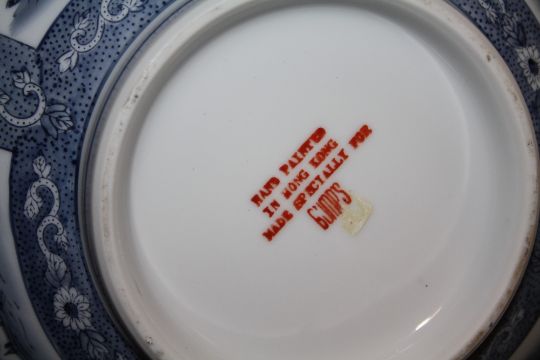 HAND PAINTED
IN HONG KONG
MADE SPECIALLY FOR
GUMPS